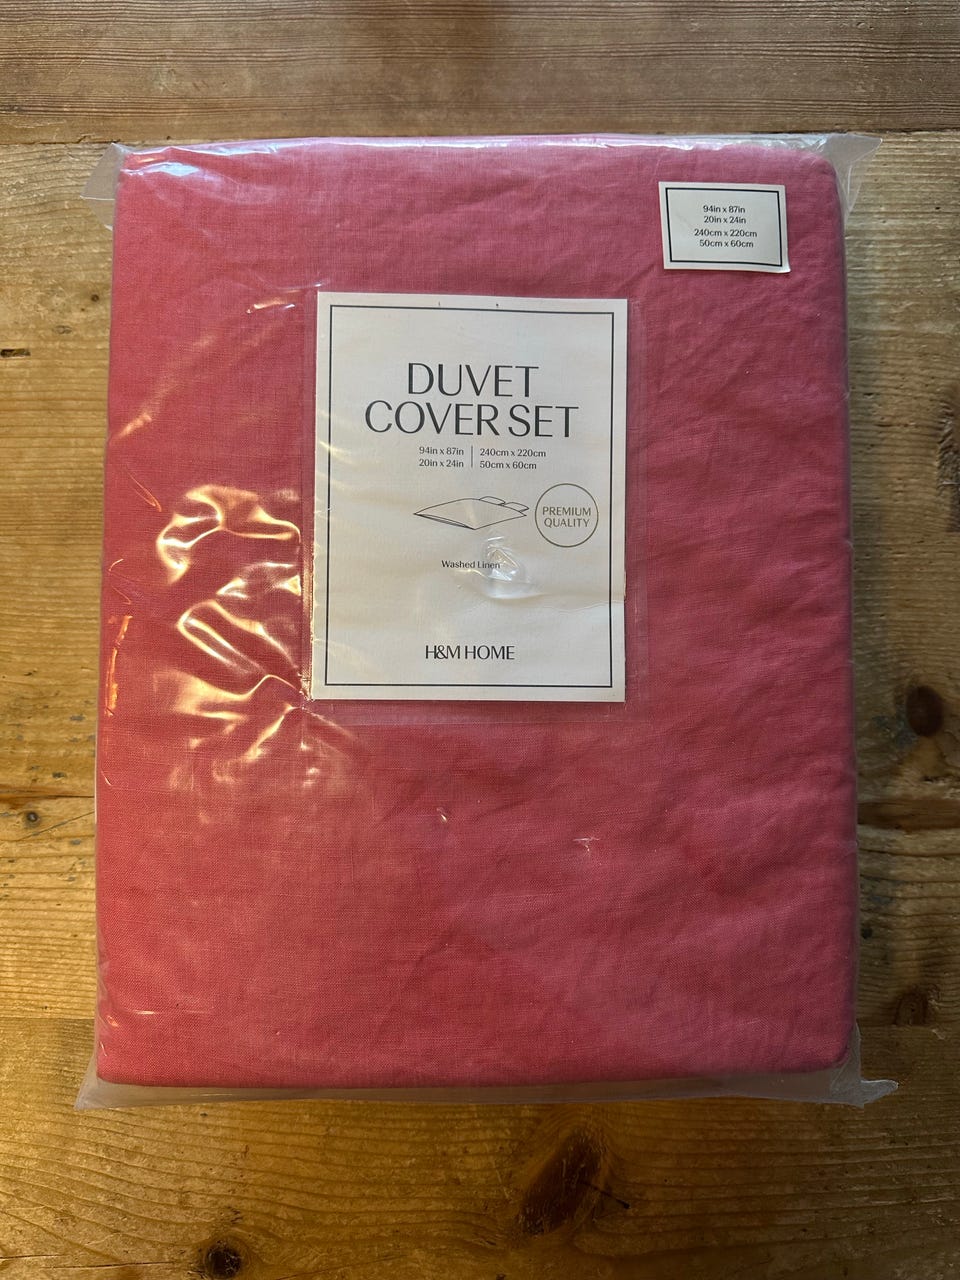 94in x 87in
20in x 24in
240cm x 220cm
50cm x 60cm
DUVET
COVER SET
94in x 87in | 240cm x 220cm
20in x 24in | 50cm x 60cm
PREMIUM
QUALITY
Washed Linen
H&M HOME